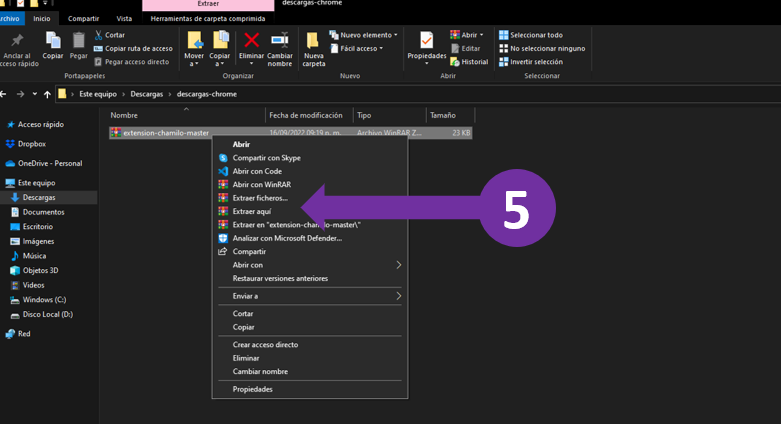 Extraer
descargas-chrome
Archivo
Inicio
Compartir
Vista
Herramientas de carpeta comprimida
Anclar al
acceso rápido
Copiar
Pegar
Cortar
Copiar ruta de acceso
Pegar acceso directo
Portapapeles
Mover
a
Copiar
a
Eliminar
Cambiar
nombre
Organizar
Nueva
carpeta
Nuevo elemento
Fácil acceso
Nuevo
Propiedades
Abrir
Editar
Historial
Abrir
Seleccionar todo
No seleccionar ninguno
Invertir selección
Seleccionar
Este equipo > Descargas > descargas-chrome
Nombre
Fecha de modificación
Tipo
Tamaño
extension-chamilo-master
16/09/2022 09:19 p. m.
Archivo WinRAR Z...
23 KB
Acceso rápido
Dropbox
OneDrive - Personal
Este equipo
Descargas
Documentos
Escritorio
Imágenes
Música
Objetos 3D
Videos
Windows (C:)
Disco Local (D:)
Red
Abrir
Compartir con Skype
Abrir con Code
Abrir con WinRAR
Extraer ficheros...
Extraer aquí
Extraer en "extension-chamilo-master\"
Analizar con Microsoft Defender...
Compartir
Abrir con
Restaurar versiones anteriores
Enviar a
Cortar
Copiar
Crear acceso directo
Eliminar
Cambiar nombre
Propiedades
5